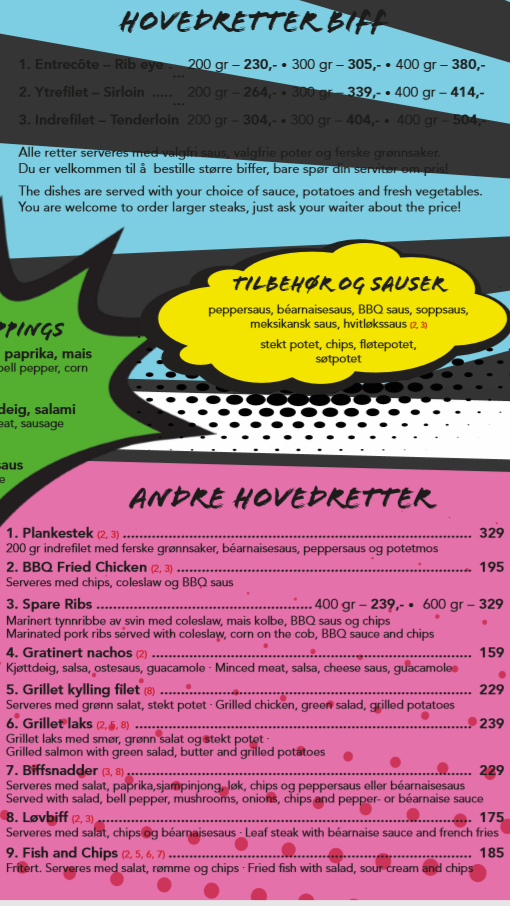 HOVEDRETTER BIFF
1. Entrecôte – Rib eye . ... 200 gr – 230,- • 300 gr – 305,- • 400 gr – 380,-
2. Ytrefilet – Sirloin ..... ... 200 gr – 264,- • 300 gr – 339,- • 400 gr – 414,-
3. Indrefilet – Tenderloin 200 gr – 304,- • 300 gr – 404,- • 400 gr – 504,-
Alle retter serveres med valgfri saus, valgfrie poter og ferske grønnsaker.
Du er velkommen til å bestille større biffer, bare spør din servitør om pris!
The dishes are served with your choice of sauce, potatoes and fresh vegetables.
You are welcome to order larger steaks, just ask your waiter about the price!
TILBEHØR OG SAUSER
peppersaus, béarnaisesaus, BBQ saus, soppsaus,
meksikansk saus, hvitløkssaus (2, 3)
stekt potet, chips, fløtepotet,
søtpotet
PPINGS
paprika, mais
bell pepper, corn
deig, salami
eat, sausage
saus
e
ANDRE HOVEDRETTER
1. Plankestek (2, 3) ........ 329
200 gr indrefilet med ferske grønnsaker, béarnaisesaus, peppersaus og potetmos
2. BBQ Fried Chicken (2, 3) ........ 195
Serveres med chips, coleslaw og BBQ saus
3. Spare Ribs ........ 400 gr – 239,- • 600 gr – 329
Marinert tynnribbe av svin med coleslaw, mais kolbe, BBQ saus og chips
Marinated pork ribs served with coleslaw, corn on the cob, BBQ sauce and chips
4. Gratinert nachos (2) ........ 159
Kjøttdeig, salsa, ostesaus, guacamole · Minced meat, salsa, cheese saus, guacamole
5. Grillet kylling filet (8) ........ 229
Serveres med grønn salat, stekt potet · Grilled chicken, green salad, grilled potatoes
6. Grillet laks (2, 5, 8) ........ 239
Grillet laks med smør, grønn salat og stekt potet ·
Grilled salmon with green salad, butter and grilled potatoes
7. Biffsnadder (3, 8) ........ 229
Serveres med salat, paprika,sjampinjong, løk, chips og peppersaus eller béarnaisesaus
Served with salad, bell pepper, mushrooms, onions, chips and pepper- or béarnaise sauce
8. Løvbiff (2, 3) ........ 175
Serveres med salat, chips og béarnaisesaus · Leaf steak with béarnaise sauce and french fries
9. Fish and Chips (2, 5, 6, 7) ........ 185
Fritert. Serveres med salat, rømme og chips · Fried fish with salad, sour cream and chips